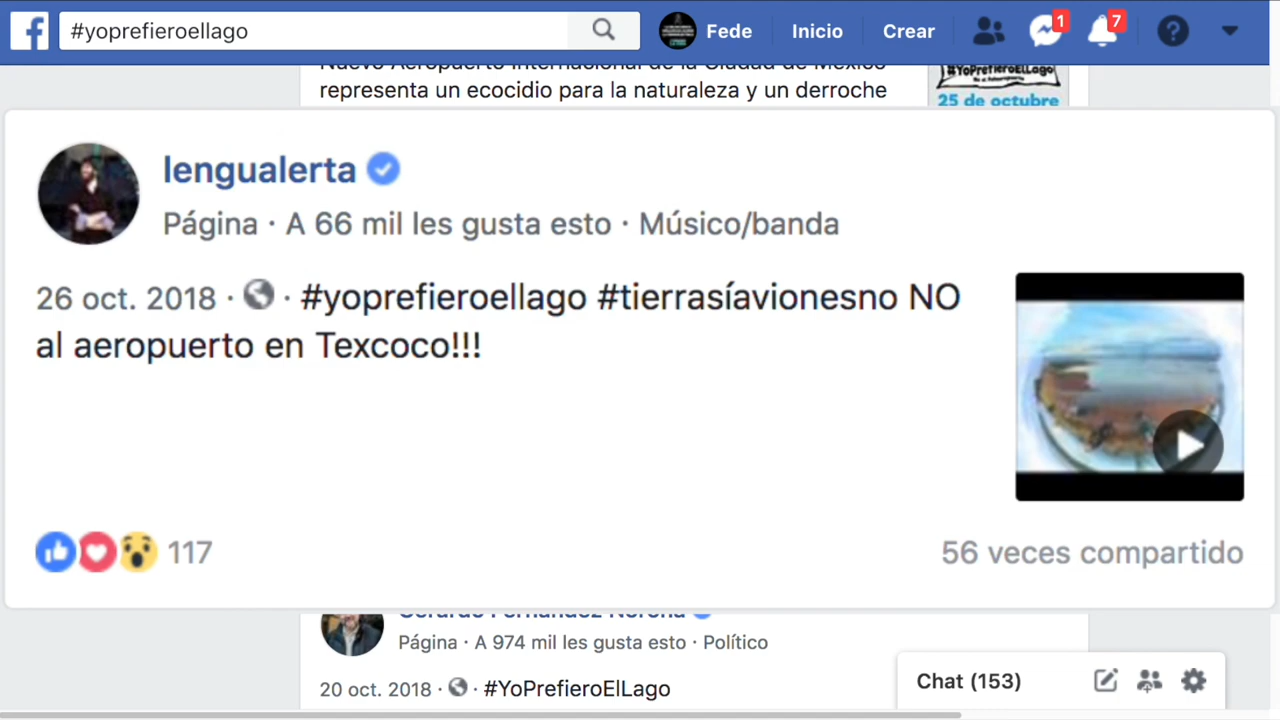 #yoprefieroellago
Fede
Inicio
Crear
1
7
Nuevo Aeropuerto Internacional de la Ciudad de México
representa un ecocidio para la naturaleza y un derroche
#YoPrefieroElLago
25 de octubre
lengualerta
Página · A 66 mil les gusta esto · Músico/banda
26 oct. 2018 · · #yoprefieroellago #tierrasíavionesno NO
al aeropuerto en Texcoco!!!
117
56 veces compartido
Gerardo Fernández Noroña
Página · A 974 mil les gusta esto · Político
20 oct. 2018 · · #YoPrefieroElLago
Chat (153)